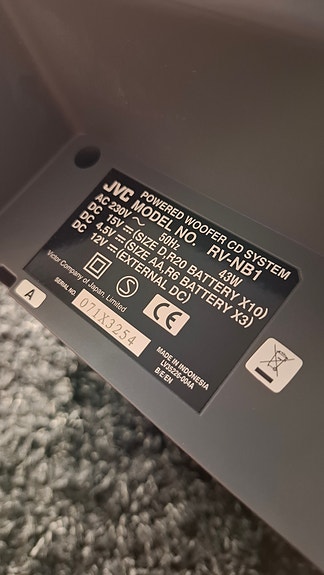 JVC POWERED WOOFER CD SYSTEM
MODEL NO. RV-NB1
AC 230V ~ 50Hz 43W
DC 15V ⎓ (SIZE D,R20 BATTERY X10)
DC 4.5V ⎓ (SIZE AA,R6 BATTERY X3)
DC 12V ⎓ (EXTERNAL DC)
Victor Company of Japan, Limited
S
CE
SERIAL NO.
071X3254
MADE IN INDONESIA
LV35226-004A
B/E/EN
A